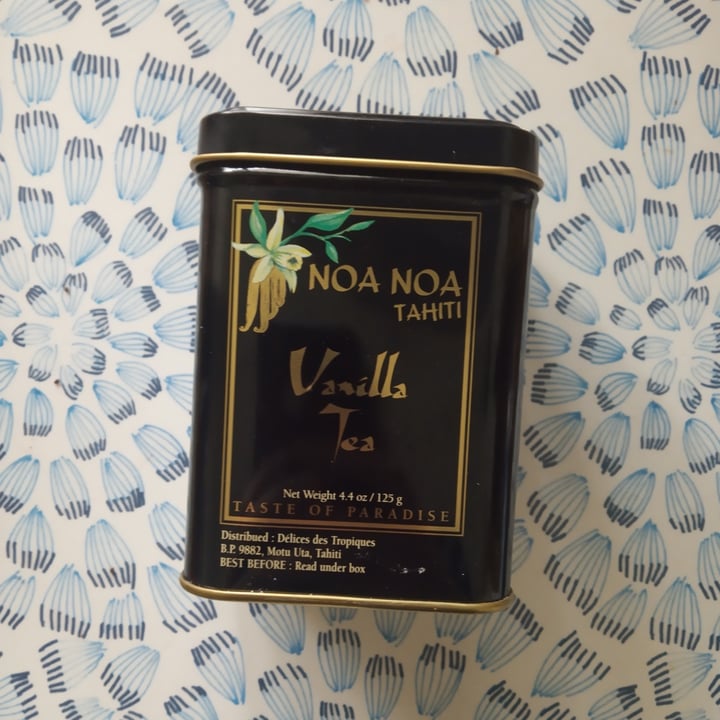 NOA NOA
TAHITI
Vanilla
Tea
Net Weight 4.4 oz / 125 g
TASTE OF PARADISE
Distribued : Délices des Tropiques
B.P. 9882, Motu Uta, Tahiti
BEST BEFORE : Read under box